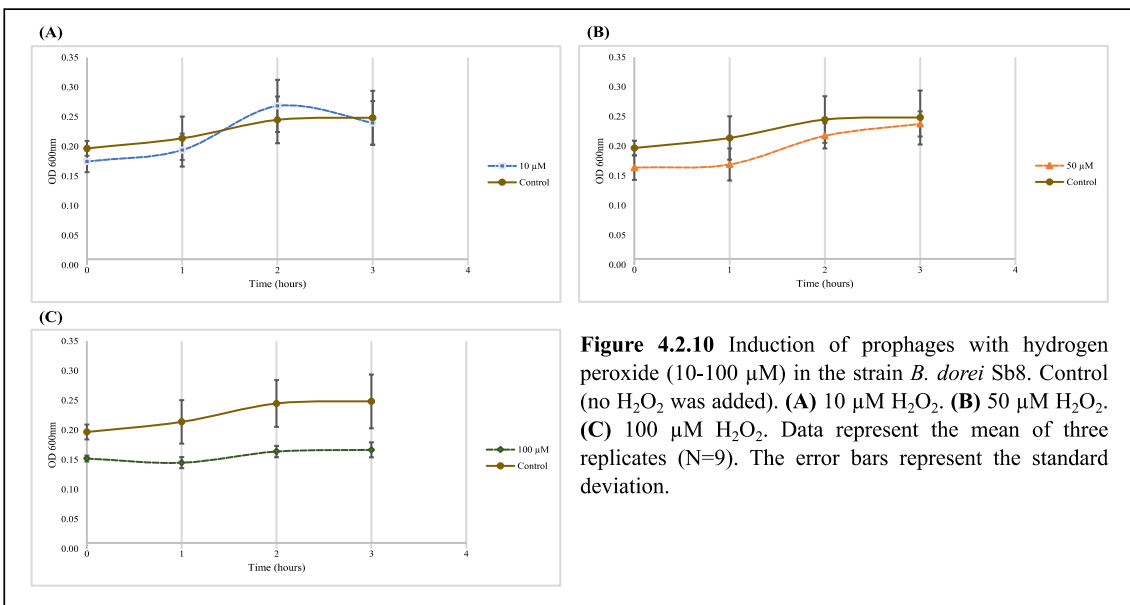 (A)
0.35
0.30
0.25
0.20
0.15
0.10
0.05
0.00
OD 600nm
0 1 2 3 4
Time (hours)
10 µM
Control
(B)
0.35
0.30
0.25
0.20
0.15
0.10
0.05
0.00
OD 600nm
0 1 2 3 4
Time (hours)
50 µM
Control
(C)
0.35
0.30
0.25
0.20
0.15
0.10
0.05
0.00
OD 600nm
0 1 2 3 4
Time (hours)
100 µM
Control
Figure 4.2.10 Induction of prophages with hydrogen
peroxide (10-100 µM) in the strain B. dorei Sb8. Control
(no H₂O₂ was added). (A) 10 µM H₂O₂. (B) 50 µM H₂O₂.
(C) 100 µM H₂O₂. Data represent the mean of three
replicates (N=9). The error bars represent the standard
deviation.